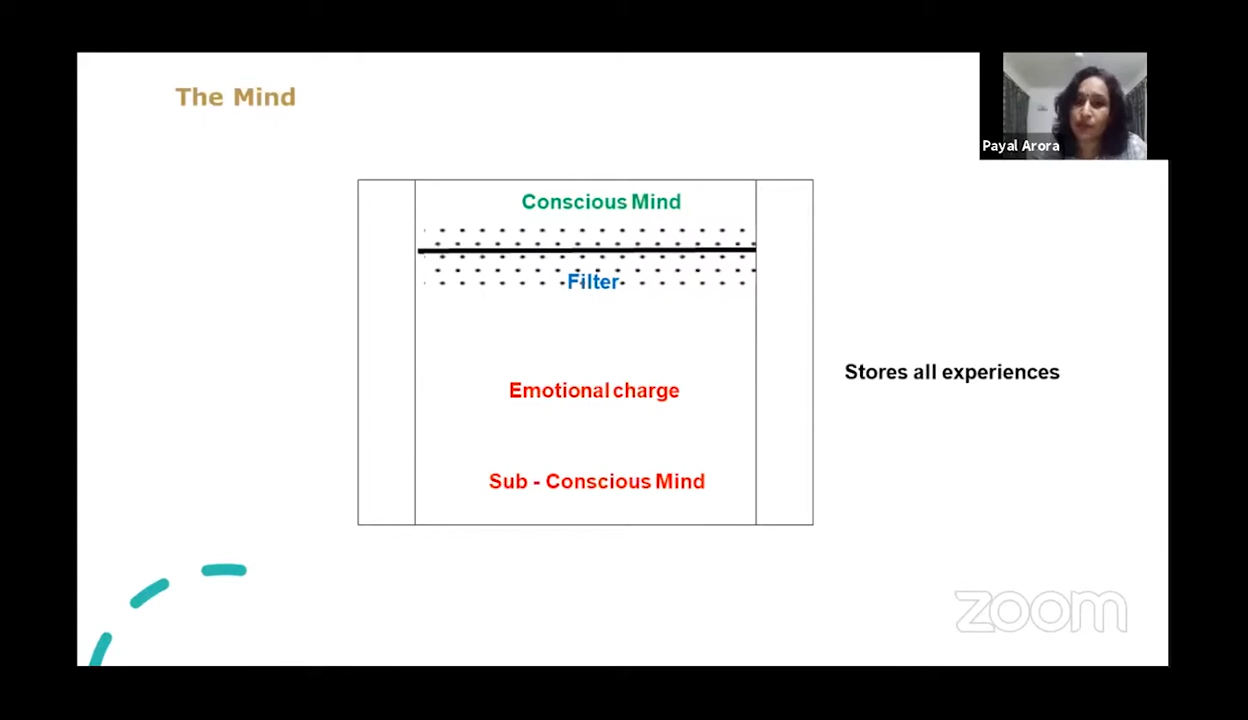 The Mind
Payal Arora
Conscious Mind
Filter
Stores all experiences
Emotional charge
Sub - Conscious Mind
zoom